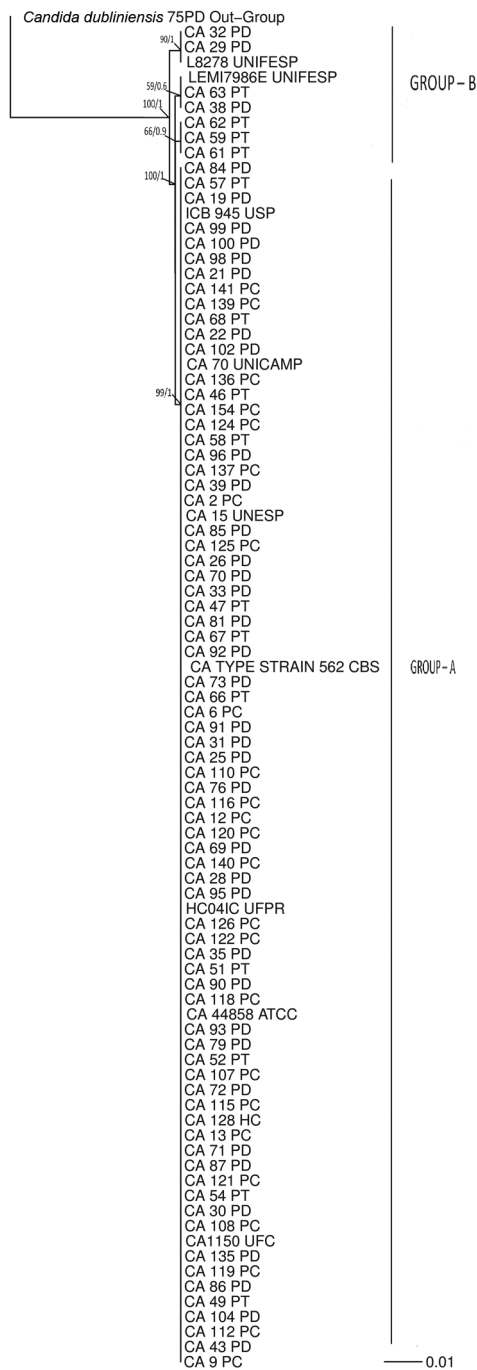 Candida dubliniensis 75PD Out-Group
CA 32 PD
90/1
CA 29 PD
L8278 UNIFESP
LEMI7986E UNIFESP
GROUP-B
59/0.6
CA 63 PT
CA 38 PD
100/1
CA 62 PT
66/0.9
CA 59 PT
CA 61 PT
CA 84 PD
100/1
CA 57 PT
CA 19 PD
ICB 945 USP
CA 99 PD
CA 100 PD
CA 98 PD
CA 21 PD
CA 141 PC
CA 139 PC
CA 68 PT
CA 22 PD
CA 102 PD
CA 70 UNICAMP
CA 136 PC
99/1
CA 46 PT
CA 154 PC
CA 124 PC
CA 58 PT
CA 96 PD
CA 137 PC
CA 39 PD
CA 2 PC
CA 15 UNESP
CA 85 PD
CA 125 PC
CA 26 PD
CA 70 PD
CA 33 PD
CA 47 PT
CA 81 PD
CA 67 PT
CA 92 PD
CA TYPE STRAIN 562 CBS
GROUP-A
CA 73 PD
CA 66 PT
CA 6 PC
CA 91 PD
CA 31 PD
CA 25 PD
CA 110 PC
CA 76 PD
CA 116 PC
CA 12 PC
CA 120 PC
CA 69 PD
CA 140 PC
CA 28 PD
CA 95 PD
HC04IC UFPR
CA 126 PC
CA 122 PC
CA 35 PD
CA 51 PT
CA 90 PD
CA 118 PC
CA 44858 ATCC
CA 93 PD
CA 79 PD
CA 52 PT
CA 107 PC
CA 72 PD
CA 115 PC
CA 128 HC
CA 13 PC
CA 71 PD
CA 87 PD
CA 121 PC
CA 54 PT
CA 30 PD
CA 108 PC
CA1150 UFC
CA 135 PD
CA 119 PC
CA 86 PD
CA 49 PT
CA 104 PD
CA 112 PC
CA 43 PD
CA 9 PC
0.01